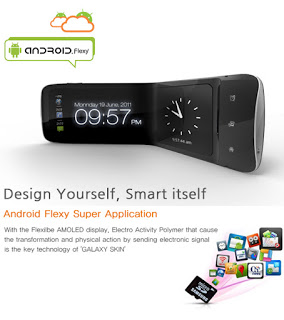 ANDROID.Flexy
Monday 19 June, 2011
09:57
Design Yourself, Smart itself
Android Flexy Super Application
With the Flexilbe AMOLED display, Electro Activity Polymer that cause
the transformation and physical action by sending electronic signal
is the key technology of 'GALAXY SKIN'